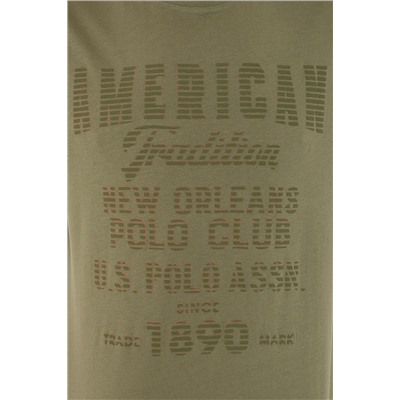 AMERICAN
Tradition
NEW ORLEANS
POLO CLUB
U.S. POLO ASSN.
SINCE
TRADE 1890 MARK